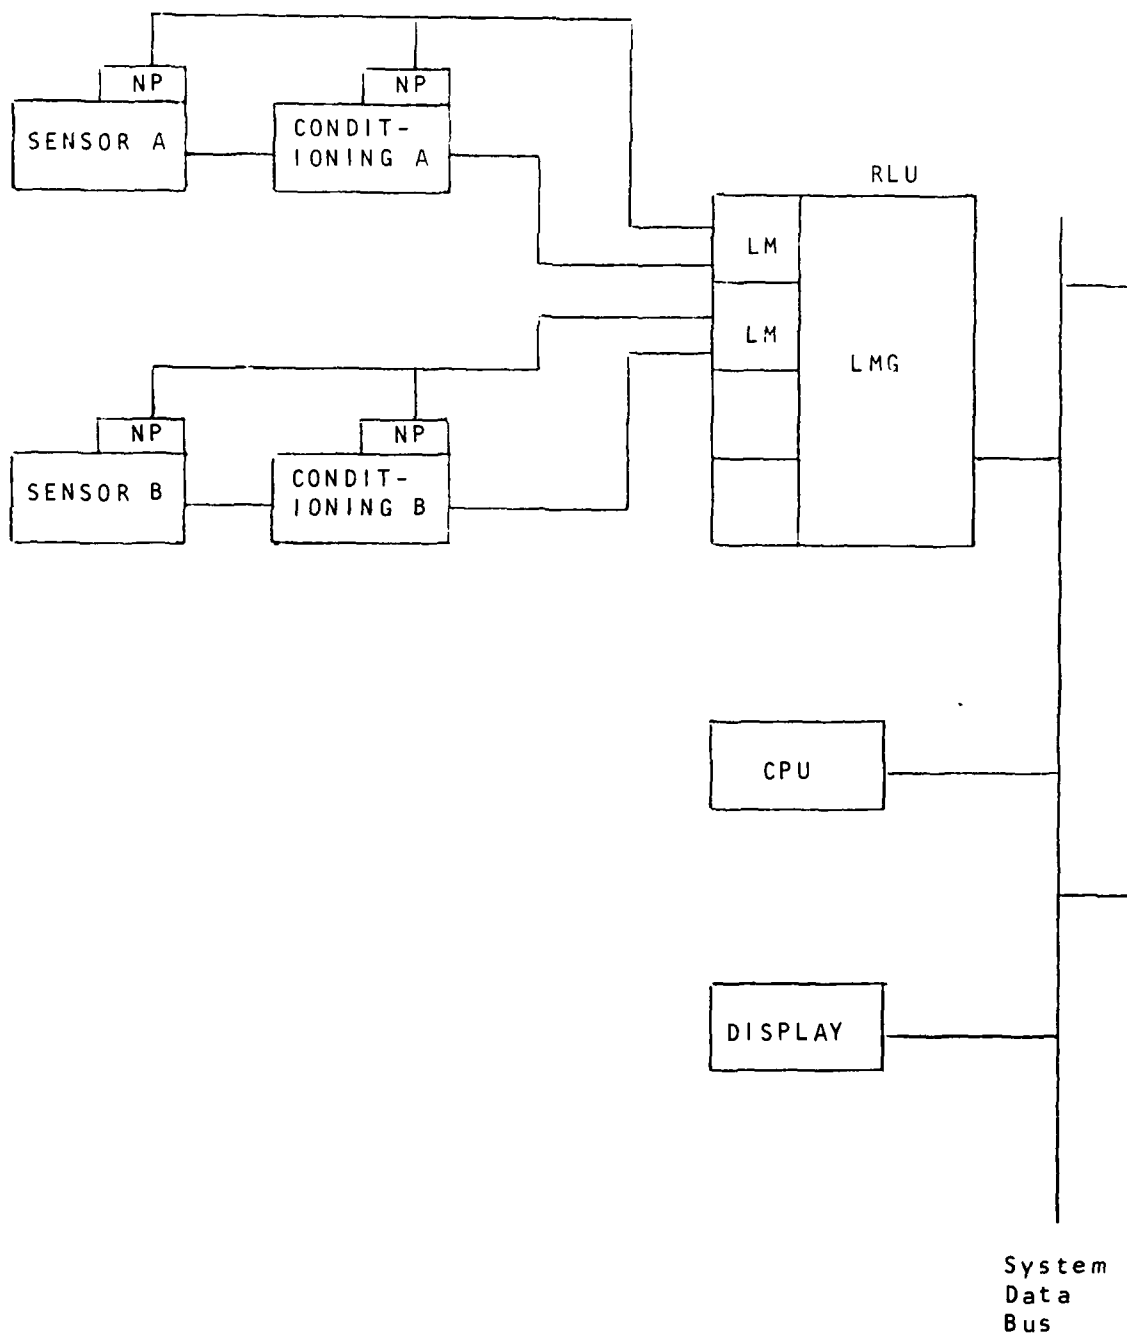 NP
NP
SENSOR A
CONDIT-
IONING A
RLU
LM
LM
LMG
NP
NP
SENSOR B
CONDIT-
IONING B
CPU
DISPLAY
System
Data
Bus